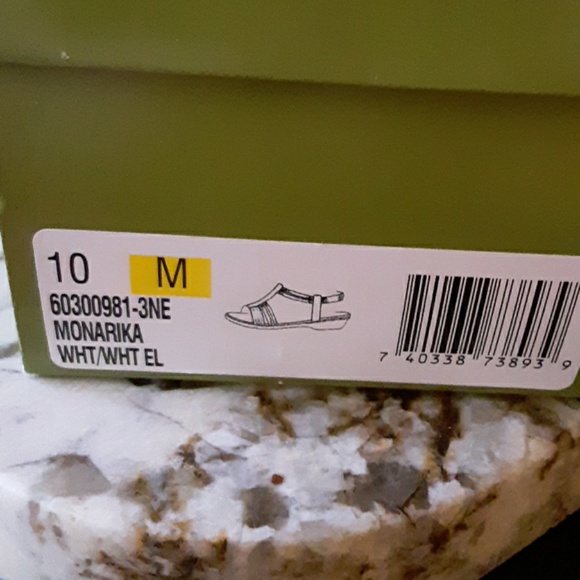 10 M
60300981-3NE
MONARIKA
WHT/WHT EL
7 40338 73893 9